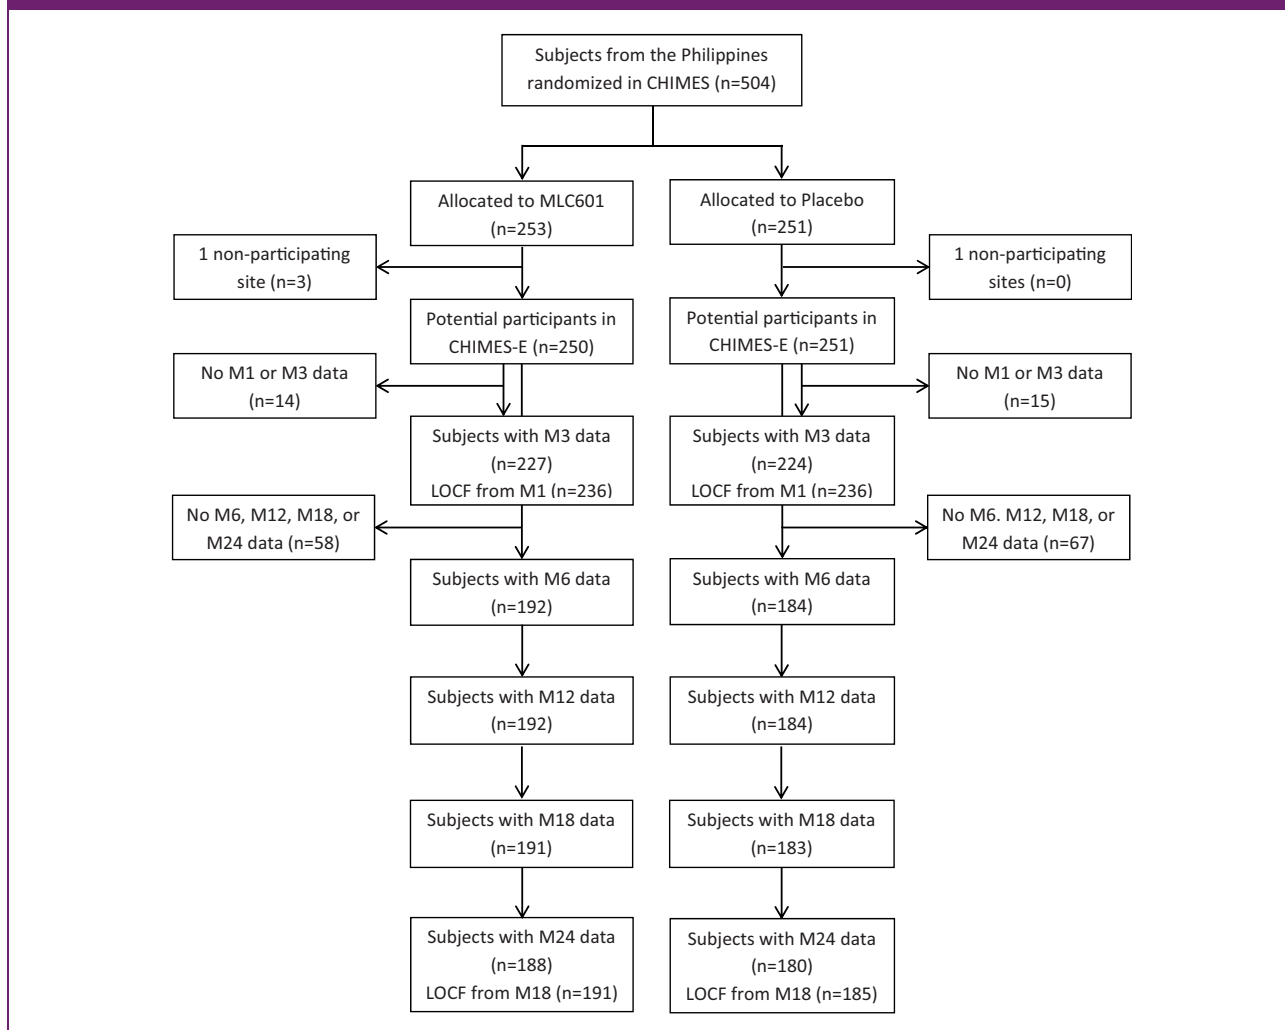 Subjects from the Philippines
randomized in CHIMES (n=504)
Allocated to MLC601
(n=253)
Allocated to Placebo
(n=251)
1 non-participating
site (n=3)
1 non-participating
sites (n=0)
Potential participants in
CHIMES-E (n=250)
Potential participants in
CHIMES-E (n=251)
No M1 or M3 data
(n=14)
No M1 or M3 data
(n=15)
Subjects with M3 data
(n=227)
LOCF from M1 (n=236)
Subjects with M3 data
(n=224)
LOCF from M1 (n=236)
No M6, M12, M18, or
M24 data (n=58)
No M6. M12, M18, or
M24 data (n=67)
Subjects with M6 data
(n=192)
Subjects with M6 data
(n=184)
Subjects with M12 data
(n=192)
Subjects with M12 data
(n=184)
Subjects with M18 data
(n=191)
Subjects with M18 data
(n=183)
Subjects with M24 data
(n=188)
LOCF from M18 (n=191)
Subjects with M24 data
(n=180)
LOCF from M18 (n=185)